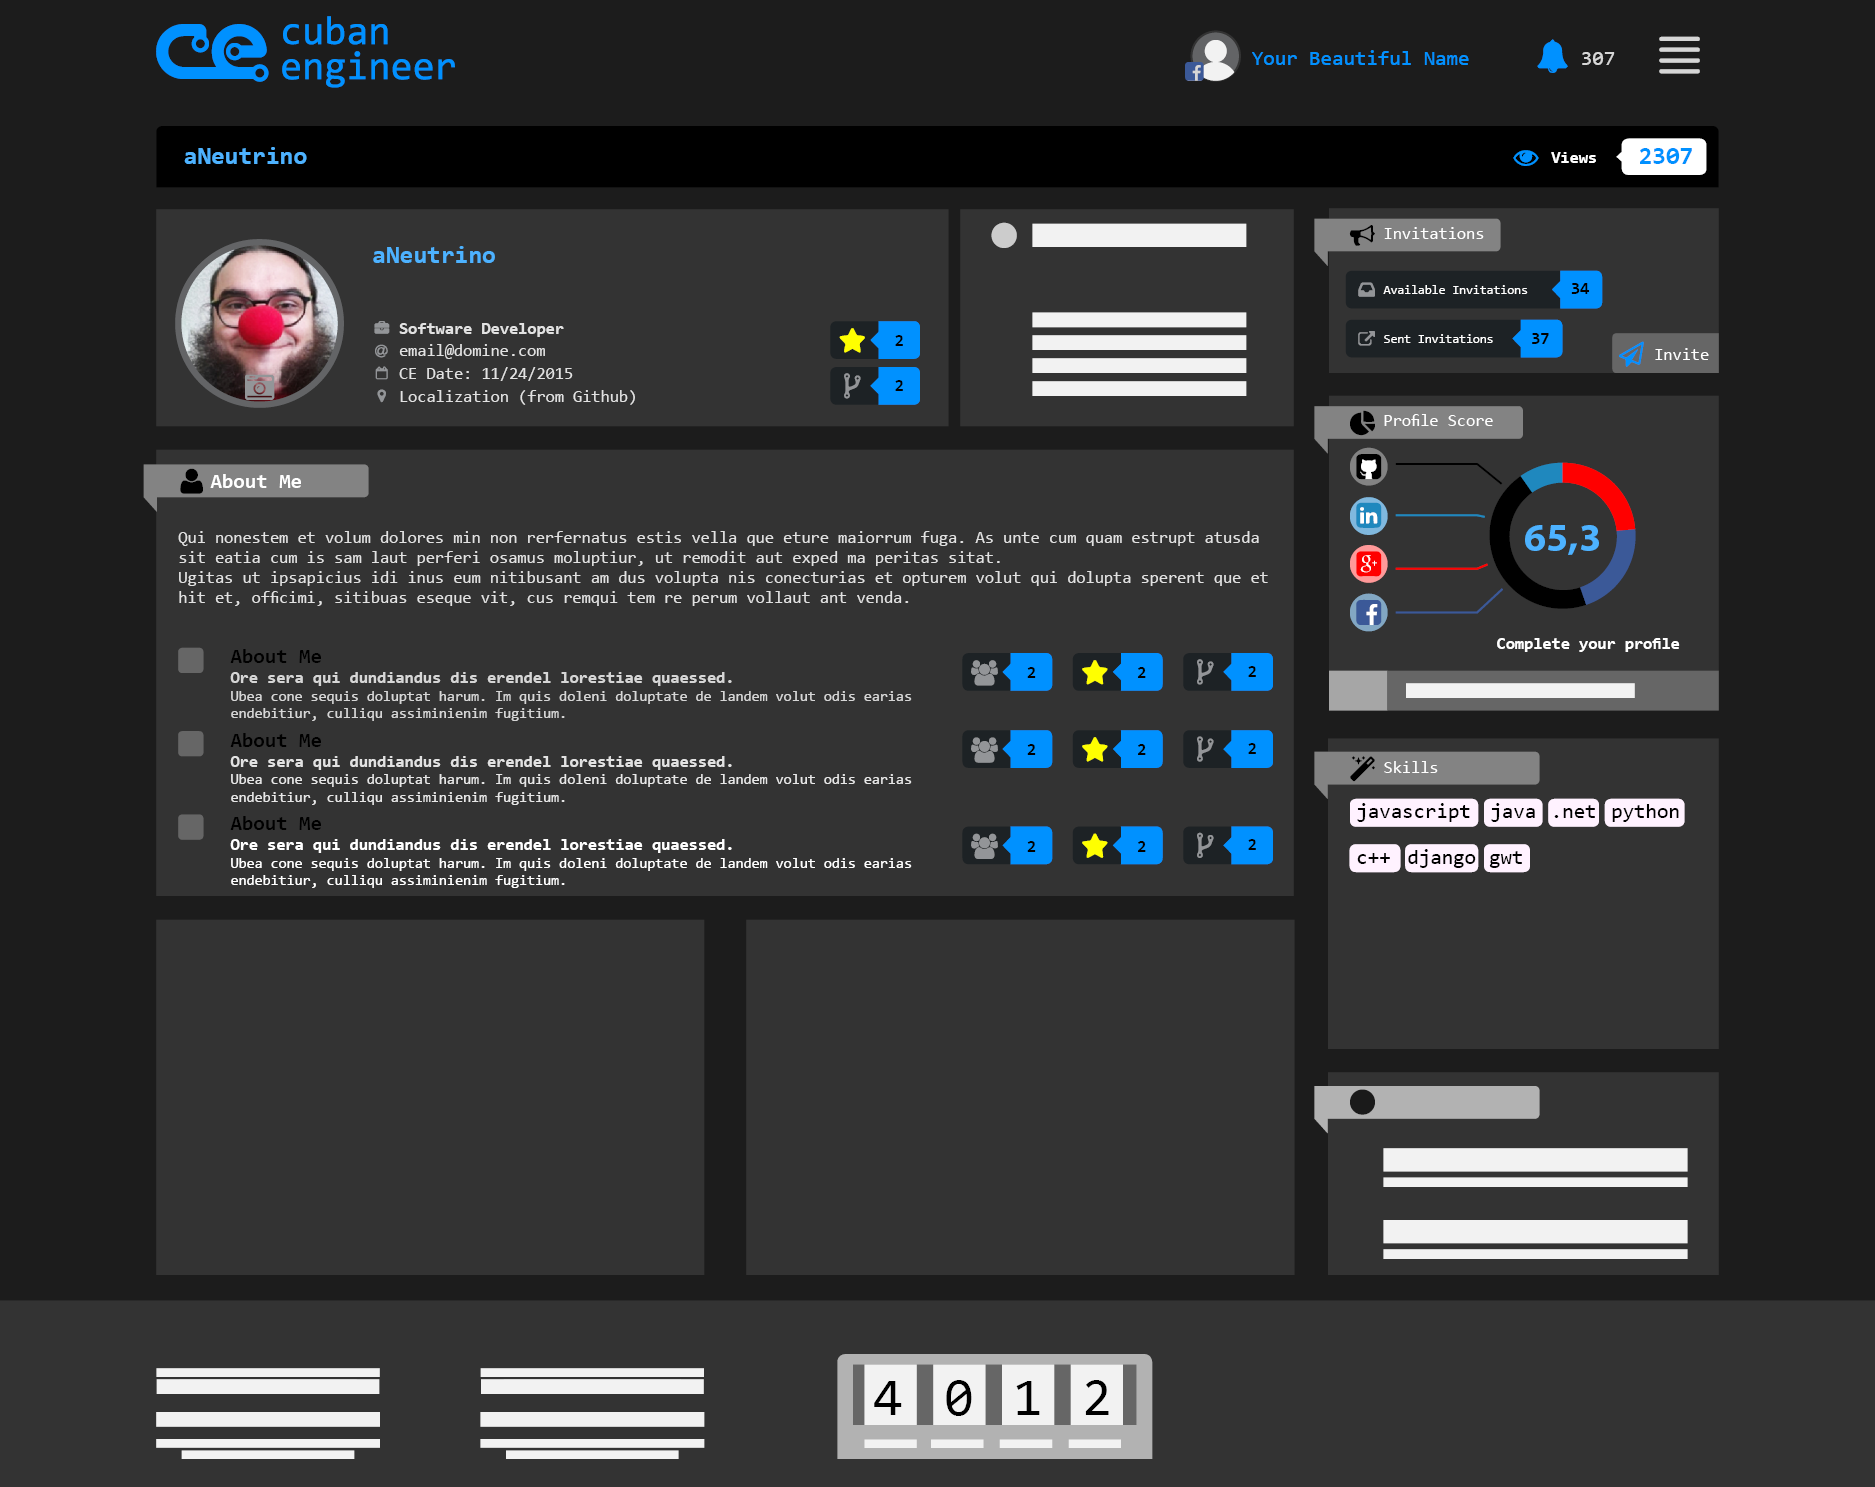 cuban
engineer
Your Beautiful Name
307
aNeutrino
Views
2307
aNeutrino
Software Developer
email@domine.com
CE Date: 11/24/2015
Localization (from Github)
2
2
Invitations
Available Invitations
34
Sent Invitations
37
Invite
Profile Score
65,3
Complete your profile
About Me
Qui nonestem et volum dolores min non rerfernatus estis vella que eture maiorrum fuga. As unte cum quam estrupt atusda
sit eatia cum is sam laut perferi osamus moluptiur, ut remodit aut exped ma peritas sitat.
Ugitas ut ipsapicius idi inus eum nitibusant am dus volupta nis conecturias et opturem volut qui dolupta sperent que et
hit et, officimi, sitibuas eseque vit, cus remqui tem re perum vollaut ant venda.
About Me
Ore sera qui dundiandus dis erendel lorestiae quaessed.
Ubea cone sequis doluptat harum. Im quis doleni doluptate de landem volut odis earias
endebitiur, culliqu assiminienim fugitium.
2
2
2
About Me
Ore sera qui dundiandus dis erendel lorestiae quaessed.
Ubea cone sequis doluptat harum. Im quis doleni doluptate de landem volut odis earias
endebitiur, culliqu assiminienim fugitium.
2
2
2
About Me
Ore sera qui dundiandus dis erendel lorestiae quaessed.
Ubea cone sequis doluptat harum. Im quis doleni doluptate de landem volut odis earias
endebitiur, culliqu assiminienim fugitium.
2
2
2
Skills
javascript java .net python
c++ django gwt
4 0 1 2